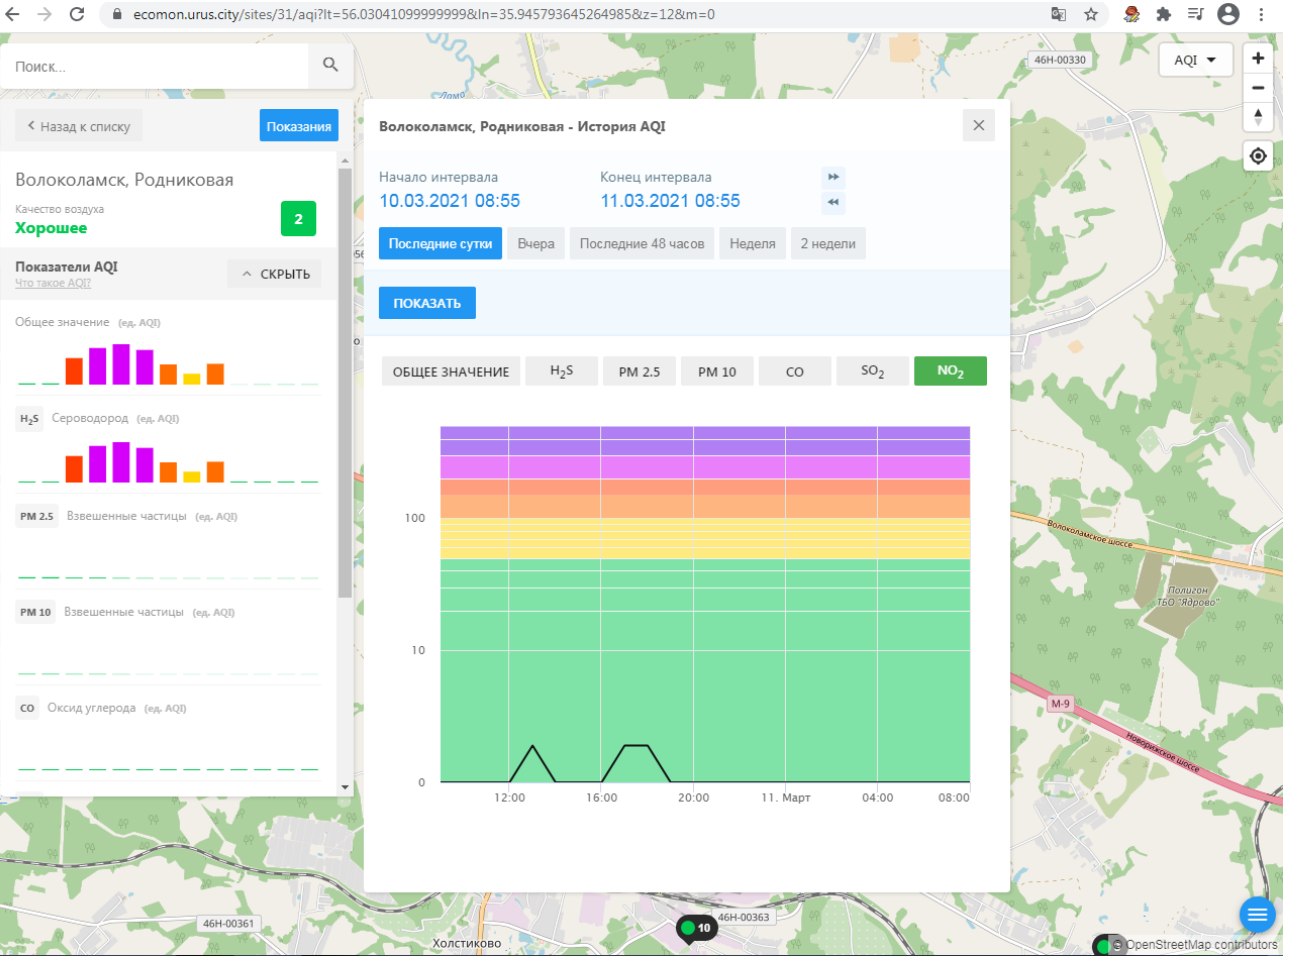 ecomon.urus.city/sites/31/aqi?lt=56.03041099999999&ln=35.945793645264985&z=12&m=0
Поиск...
Ламо
46Н-00330
AQI
Назад к списку
Показания
Волоколамск, Родниковая - История AQI
Волоколамск, Родниковая
Качество воздуха
Хорошее
2
Начало интервала
Конец интервала
10.03.2021 08:55
11.03.2021 08:55
Последние сутки
Вчера
Последние 48 часов
Неделя
2 недели
Показатели AQI
Что такое AQI?
СКРЫТЬ
ПОКАЗАТЬ
Общее значение (ед. AQI)
ОБЩЕЕ ЗНАЧЕНИЕ
H2S
PM 2.5
PM 10
CO
SO2
NO2
H2S Сероводород (ед. AQI)
PM 2.5 Взвешенные частицы (ед. AQI)
PM 10 Взвешенные частицы (ед. AQI)
CO Оксид углерода (ед. AQI)
100
10
0
12:00
16:00
20:00
11. Март
04:00
08:00
Волоколамское шоссе
Полигон
ТБО "Ядрово"
М-9
Новорижское шоссе
46Н-00361
10
46Н-00363
Холстиково
© OpenStreetMap contributors